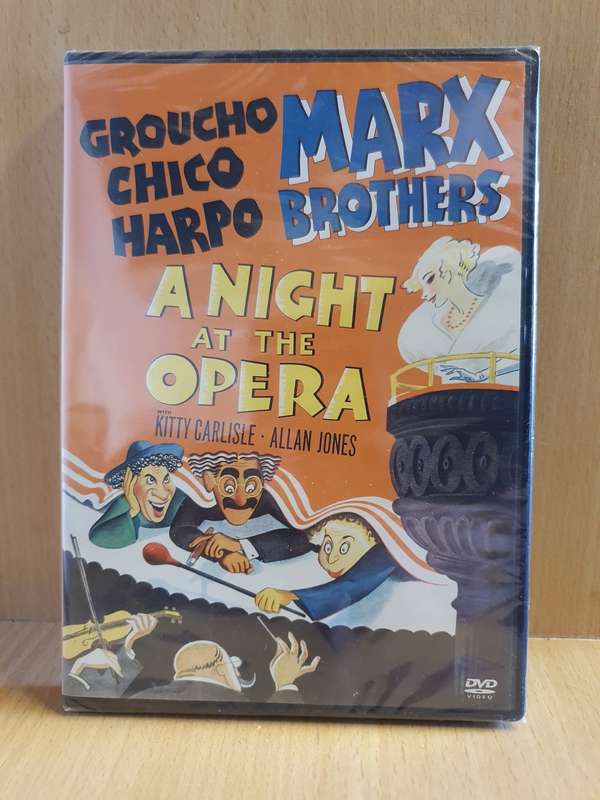 GROUCHO
CHICO
HARPO
MARX
BROTHERS
A NIGHT
AT THE
OPERA
WITH
KITTY CARLISLE · ALLAN JONES
DVD
VIDEO